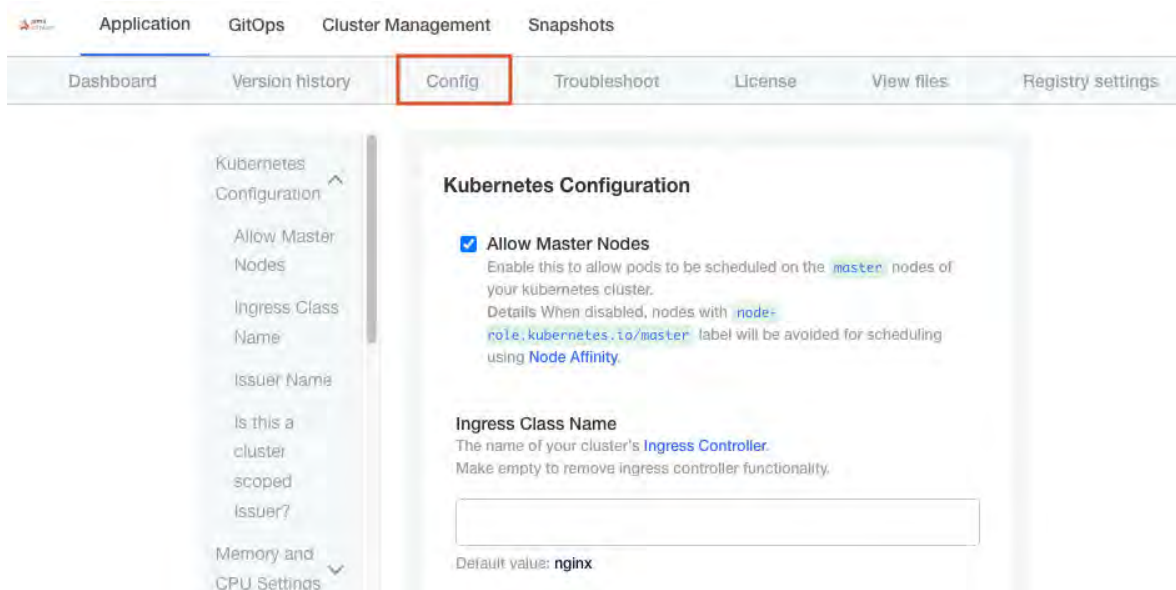 Application GitOps Cluster Management Snapshots
Dashboard Version history Config Troubleshoot License View files Registry settings
Kubernetes
Configuration
Allow Master
Nodes
Ingress Class
Name
Issuer Name
Is this a
cluster
scoped
Issuer?
Memory and
CPU Settings
Kubernetes Configuration
Allow Master Nodes
Enable this to allow pods to be scheduled on the master nodes of
your kubernetes cluster.
Details When disabled, nodes with node-
role.kubernetes.io/master label will be avoided for scheduling
using Node Affinity.
Ingress Class Name
The name of your cluster's Ingress Controller.
Make empty to remove ingress controller functionality.
Default value: nginx